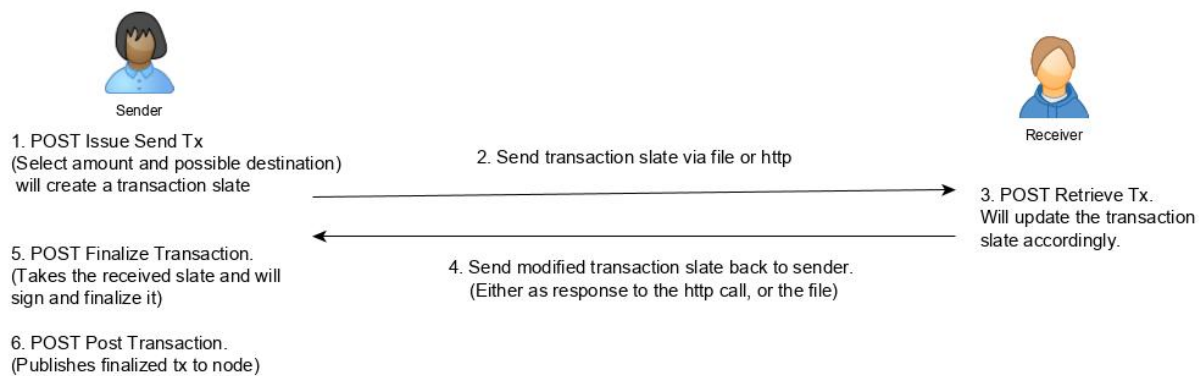 Sender
1. POST Issue Send Tx
(Select amount and possible destination)
will create a transaction slate
2. Send transaction slate via file or http
Receiver
3. POST Retrieve Tx.
Will update the transaction
slate accordingly.
4. Send modified transaction slate back to sender.
(Either as response to the http call, or the file)
5. POST Finalize Transaction.
(Takes the received slate and will
sign and finalize it)
6. POST Post Transaction.
(Publishes finalized tx to node)